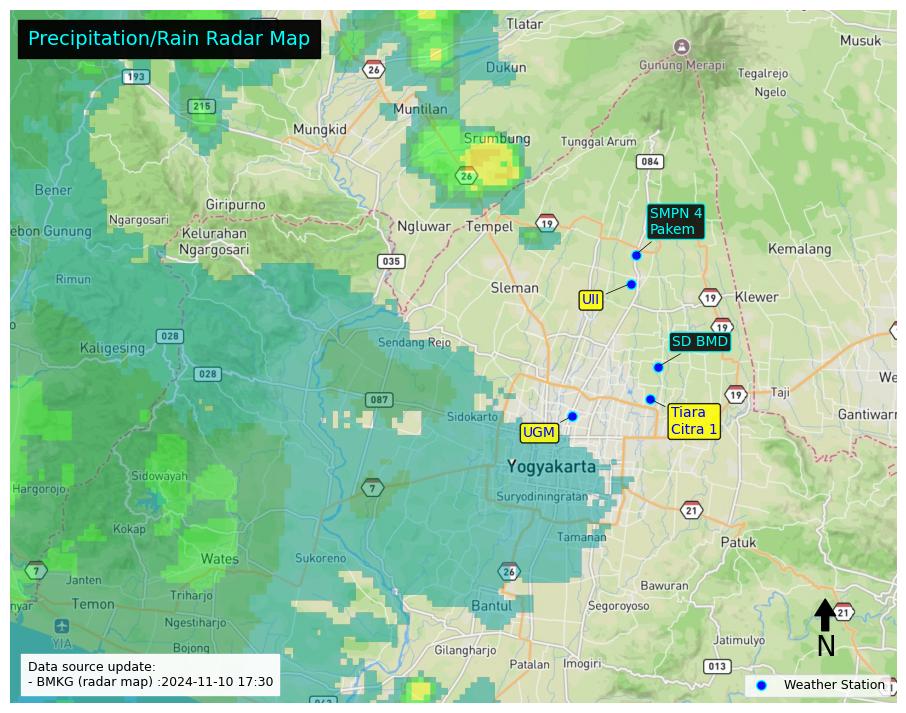 Precipitation/Rain Radar Map
Tlatar
Musuk
193
26
Dukun
Gunung Merapi
Tegalrejo
Ngelo
215
Muntilan
Mungkid
Srumbung
Tunggal Arum
084
26
Bener
Giripurno
Ngargosari
SMPN 4
Pakem
Ngluwar
Tempel
19
ebon Gunung
Kelurahan
Ngargosari
Kemalang
035
Rimun
Sleman
UII
19
Klewer
19
028
Kaligesing
Sendang Rejo
SD BMD
028
We
087
19
Taji
Sidokarto
Tiara
Citra 1
Gantiwarn
UGM
Yogyakarta
Sidowayah
Hargorojo
7
Suryodiningratan
21
Kokap
Tamanan
Patuk
Wates
Sukoreno
7
26
Janten
Bawuran
nyar
Temon
Triharjo
Bantul
Segoroyoso
21
Ngestiharjo
N
YIA
Bojong
Jatimulyo
Gilangharjo
Patalan
Imogiri
013
Data source update:
- BMKG (radar map) :2024-11-10 17:30
Weather Station